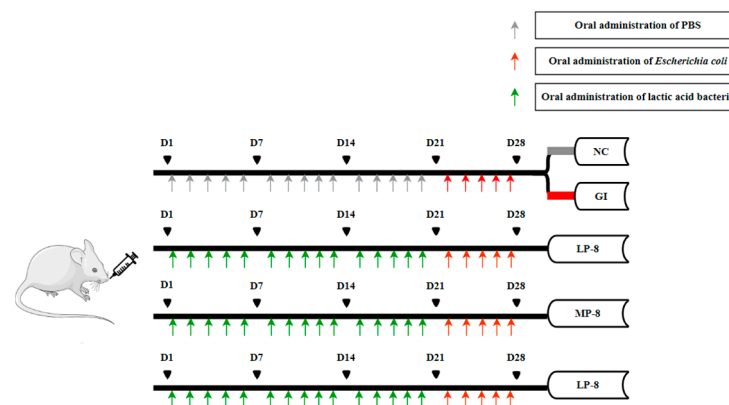 Oral administration of PBS
Oral administration of Escherichia coli
Oral administration of lactic acid bacteri
D1 D7 D14 D21 D28
NC
GI
D1 D7 D14 D21 D28
LP-8
D1 D7 D14 D21 D28
MP-8
D1 D7 D14 D21 D28
LP-8